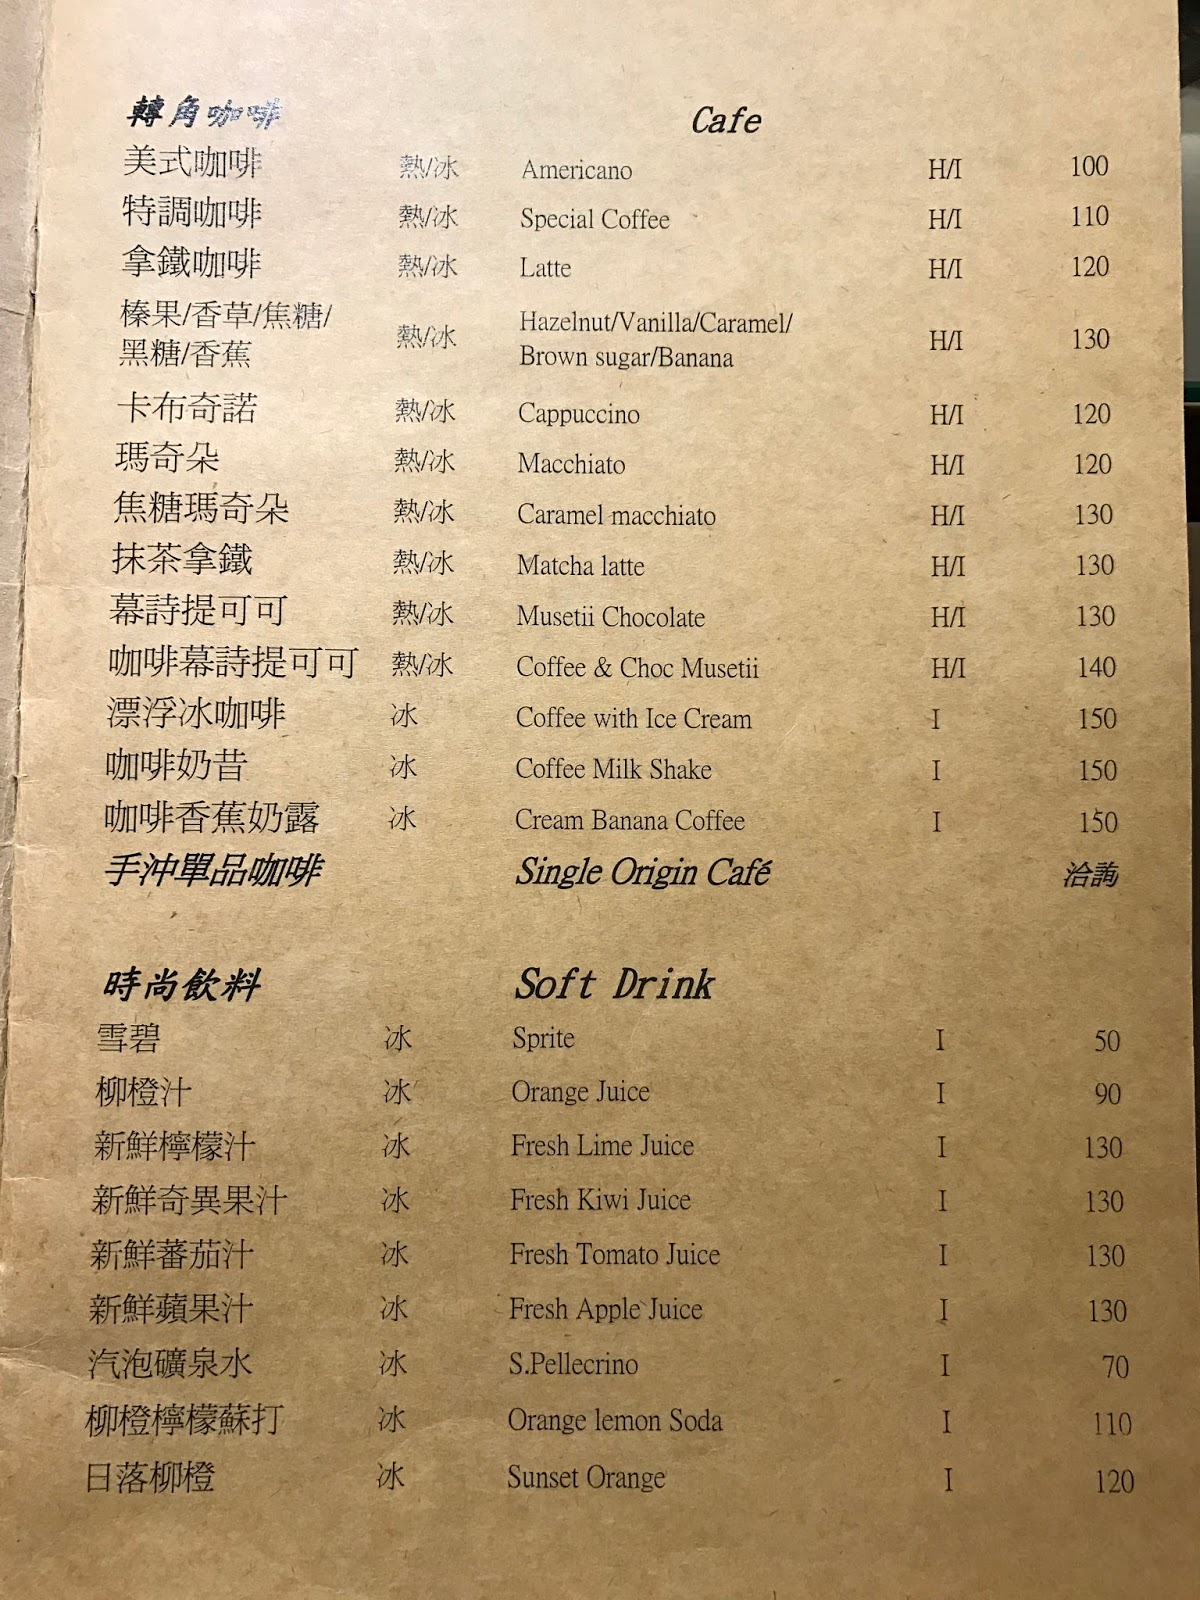 轉角咖啡 Cafe
美式咖啡 熱/冰 Americano H/I 100
特調咖啡 熱/冰 Special Coffee H/I 110
拿鐵咖啡 熱/冰 Latte H/I 120
榛果/香草/焦糖/ Hazelnut/Vanilla/Caramel/
黑糖/香蕉 熱/冰 Brown sugar/Banana H/I 130
卡布奇諾 熱/冰 Cappuccino H/I 120
瑪奇朵 熱/冰 Macchiato H/I 120
焦糖瑪奇朵 熱/冰 Caramel macchiato H/I 130
抹茶拿鐵 熱/冰 Matcha latte H/I 130
幕詩提可可 熱/冰 Musetii Chocolate H/I 130
咖啡幕詩提可可 熱/冰 Coffee & Choc Musetii H/I 140
漂浮冰咖啡 冰 Coffee with Ice Cream I 150
咖啡奶昔 冰 Coffee Milk Shake I 150
咖啡香蕉奶露 冰 Cream Banana Coffee I 150
手沖單品咖啡 Single Origin Café 洽詢
時尚飲料 Soft Drink
雪碧 冰 Sprite I 50
柳橙汁 冰 Orange Juice I 90
新鮮檸檬汁 冰 Fresh Lime Juice I 130
新鮮奇異果汁 冰 Fresh Kiwi Juice I 130
新鮮蕃茄汁 冰 Fresh Tomato Juice I 130
新鮮蘋果汁 冰 Fresh Apple Juice I 130
汽泡礦泉水 冰 S.Pellecrino I 70
柳橙檸檬蘇打 冰 Orange lemon Soda I 110
日落柳橙 冰 Sunset Orange I 120